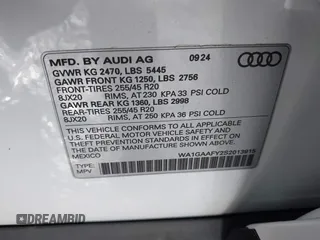 MFD. BY AUDI AG 09/24
GVWR KG 2470, LBS 5445
GAWR FRONT KG 1250, LBS 2756
FRONT-TIRES 255/45 R20
8JX20 RIMS, AT 230 KPA 33 PSI COLD
GAWR REAR KG 1360, LBS 2998
REAR-TIRES 255/45 R20
8JX20 RIMS, AT 250 KPA 36 PSI COLD
THIS VEHICLE CONFORMS TO ALL APPLICABLE
U.S. FEDERAL MOTOR VEHICLE SAFETY, BUMPER AND
THEFT PREVENTION STANDARDS IN EFFECT ON THE
DATE OF MANUFACTURE SHOWN ABOVE.
MEXICO WA1GAAFY2S2013615
TYPE:
MPV
DREAMBID